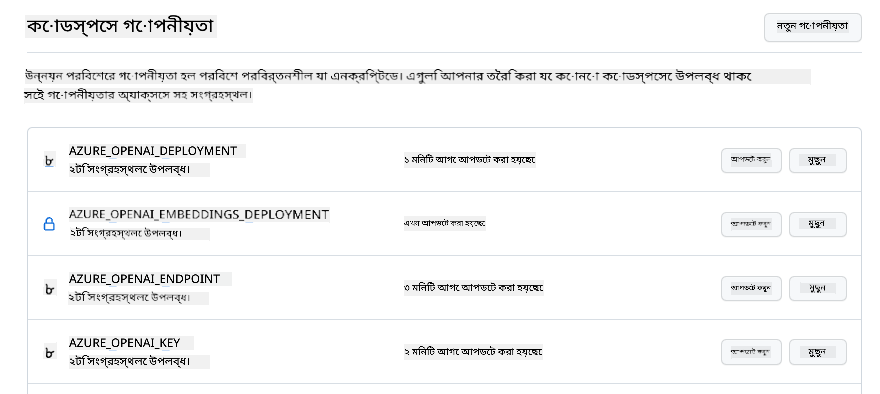 কোডস্পেসে গোপনীয়তা
নতুন গোপনীয়তা
উন্নয়ন পরিবেশের গোপনীয়তা হল পরিবেশ পরিবর্তনশীল যা এনক্রিপ্টেড। এগুলি আপনার তৈরি করা যে কোনো কোডস্পেসে উপলব্ধ থাকে
সেই গোপনীয়তার অ্যাক্সেস সহ সংগ্রহস্থল।
AZURE_OPENAI_DEPLOYMENT
২টি সংগ্রহস্থলে উপলব্ধ।
১ মিনিট আগে আপডেট করা হয়েছে
আপডেট করুন
মুছুন
AZURE_OPENAI_EMBEDDINGS_DEPLOYMENT
২টি সংগ্রহস্থলে উপলব্ধ।
এখন আপডেট করা হয়েছে
আপডেট করুন
মুছুন
AZURE_OPENAI_ENDPOINT
২টি সংগ্রহস্থলে উপলব্ধ।
৩ মিনিট আগে আপডেট করা হয়েছে
আপডেট করুন
মুছুন
AZURE_OPENAI_KEY
২টি সংগ্রহস্থলে উপলব্ধ।
২ মিনিট আগে আপডেট করা হয়েছে
আপডেট করুন
মুছুন